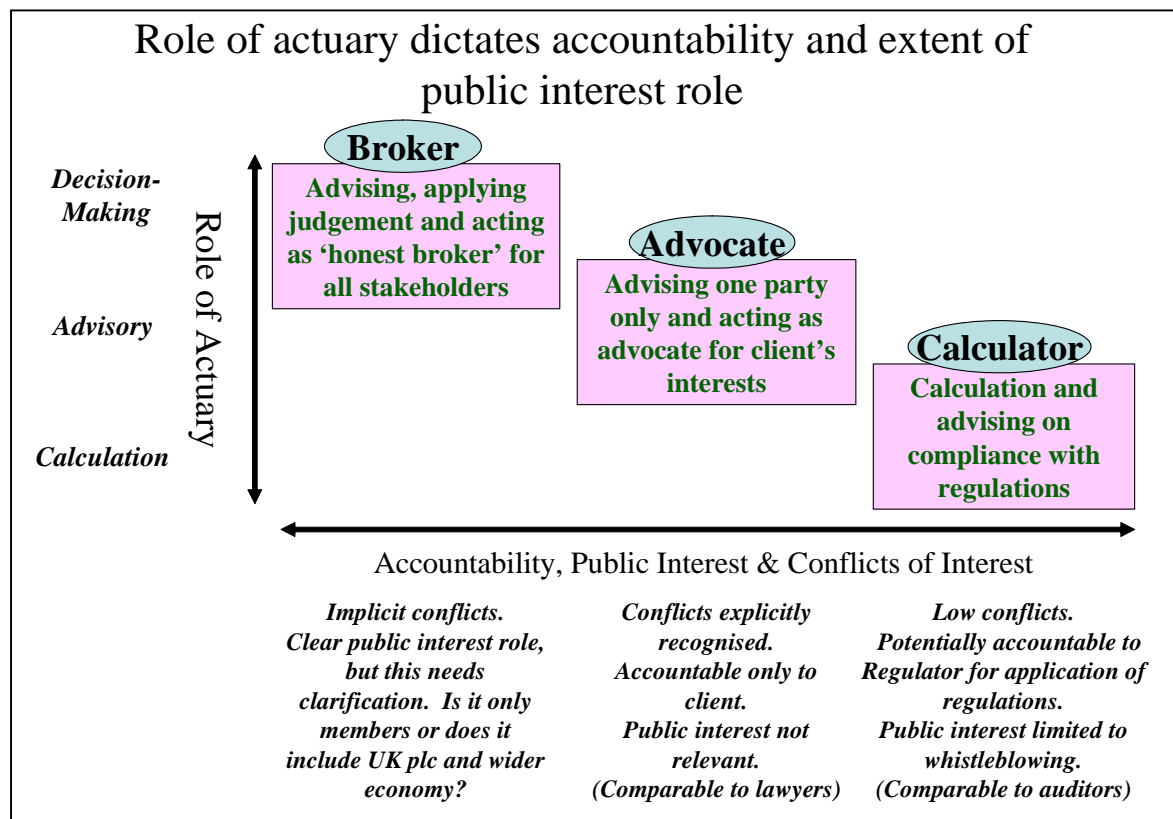 Role of actuary dictates accountability and extent of
public interest role
Decision-
Making
Advisory
Calculation
Role of Actuary
Broker
Advising, applying
judgement and acting
as ‘honest broker’ for
all stakeholders
Advocate
Advising one party
only and acting as
advocate for client’s
interests
Calculator
Calculation and
advising on
compliance with
regulations
Accountability, Public Interest & Conflicts of Interest
Implicit conflicts.
Clear public interest role,
but this needs
clarification. Is it only
members or does it
include UK plc and wider
economy?
Conflicts explicitly
recognised.
Accountable only to
client.
Public interest not
relevant.
(Comparable to lawyers)
Low conflicts.
Potentially accountable to
Regulator for application of
regulations.
Public interest limited to
whistleblowing.
(Comparable to auditors)